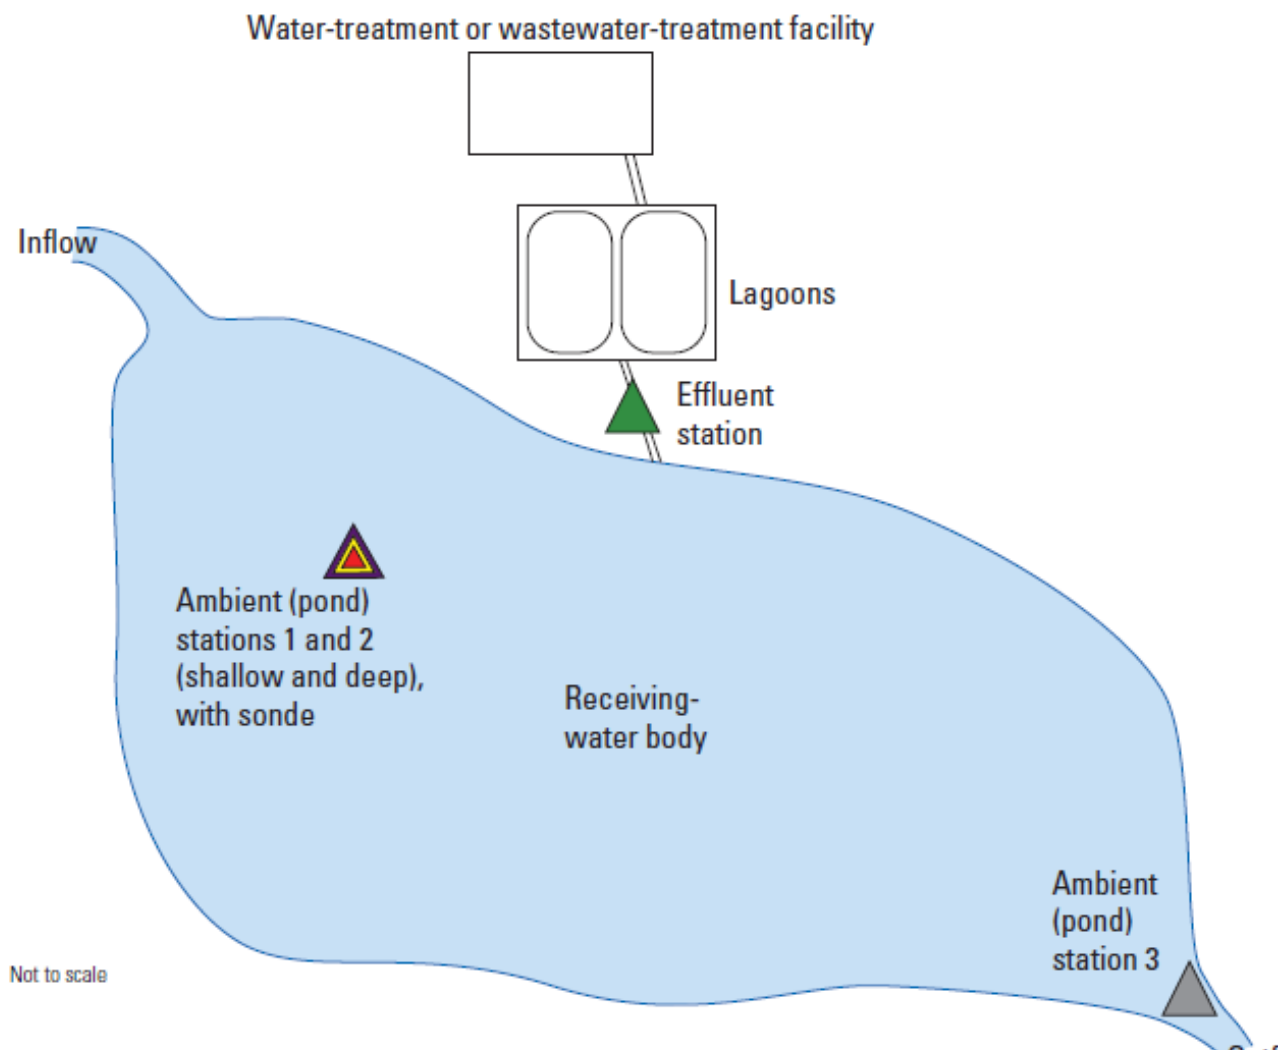 Water-treatment or wastewater-treatment facility
Inflow
Lagoons
Effluent
station
Ambient (pond)
stations 1 and 2
(shallow and deep),
with sonde
Receiving-
water body
Ambient
(pond)
station 3
Not to scale